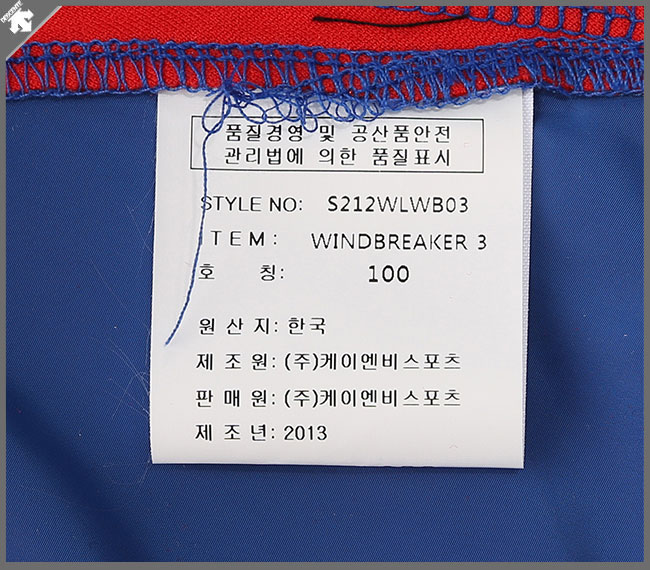 DESCENTE
품질경영 및 공산품안전
관리법에 의한 품질표시
STYLE NO: S212WLWB03
ITEM: WINDBREAKER 3
호 칭: 100
원 산 지: 한국
제 조 원: (주)케이엔비스포츠
판 매 원: (주)케이엔비스포츠
제 조 년: 2013